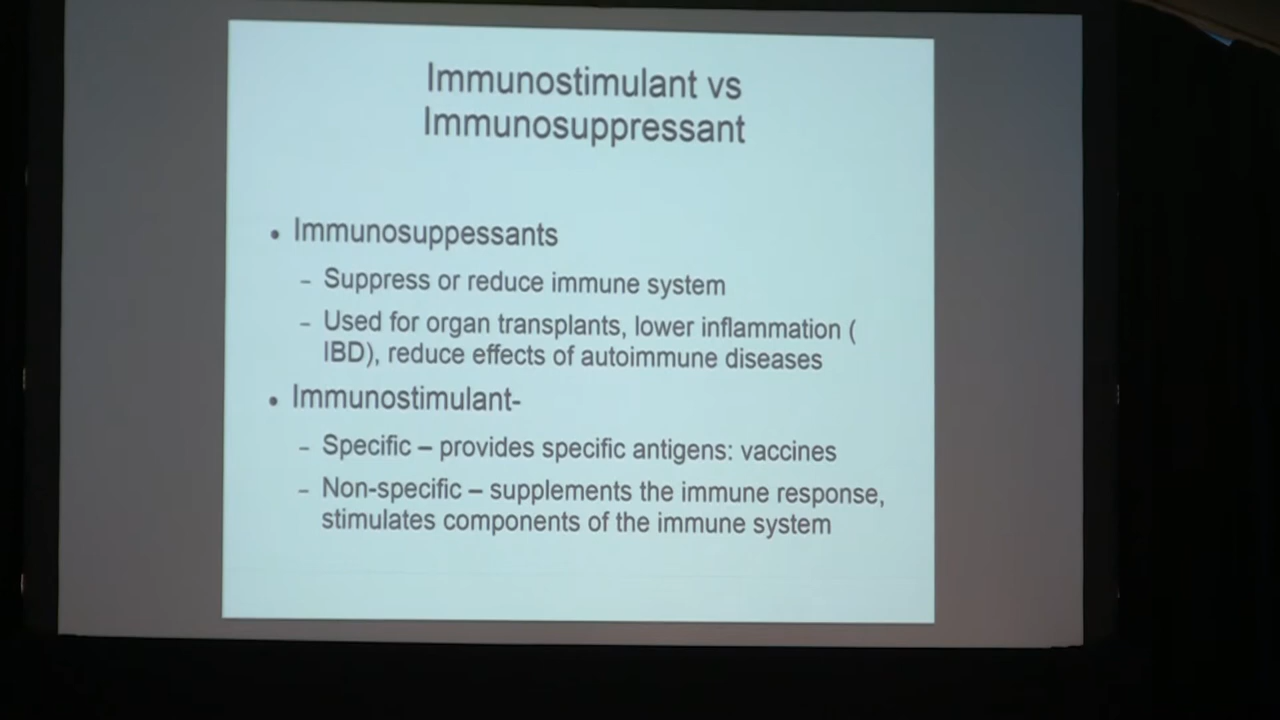 Immunostimulant vs
Immunosuppressant
• Immunosuppessants
– Suppress or reduce immune system
– Used for organ transplants, lower inflammation (
IBD), reduce effects of autoimmune diseases
• Immunostimulant-
– Specific – provides specific antigens: vaccines
– Non-specific – supplements the immune response,
stimulates components of the immune system